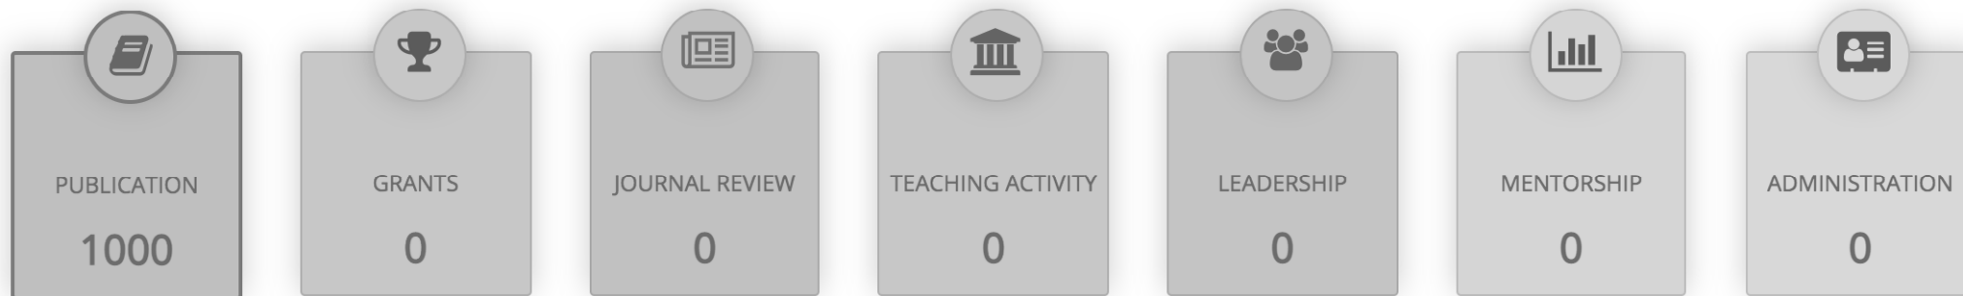 PUBLICATION
1000
GRANTS
0
JOURNAL REVIEW
0
TEACHING ACTIVITY
0
LEADERSHIP
0
MENTORSHIP
0
ADMINISTRATION
0